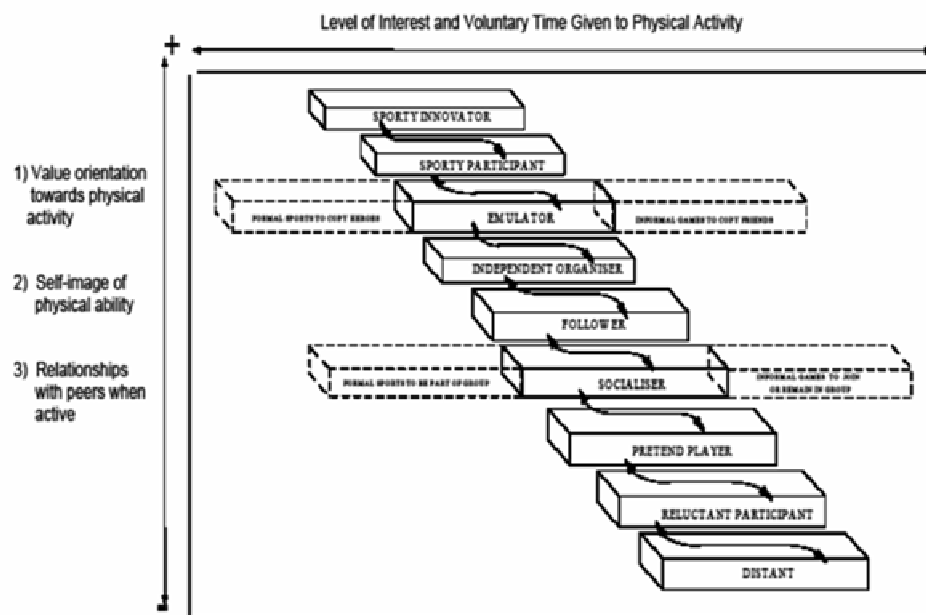 Level of Interest and Voluntary Time Given to Physical Activity
+
SPORTY INNOVATOR
SPORTY PARTICIPANT
1) Value orientation
towards physical
activity
FORMAL SPORTS TO COPY HEROES
EMULATOR
INFORMAL GAMES TO COPY FRIENDS
INDEPENDENT ORGANISER
2) Self-image of
physical ability
FOLLOWER
3) Relationships
with peers when
active
FORMAL SPORTS TO BE PART OF GROUP
SOCIALISER
INFORMAL GAMES TO JOIN
OR REMAIN IN GROUP
PRETEND PLAYER
RELUCTANT PARTICIPANT
DISTANT